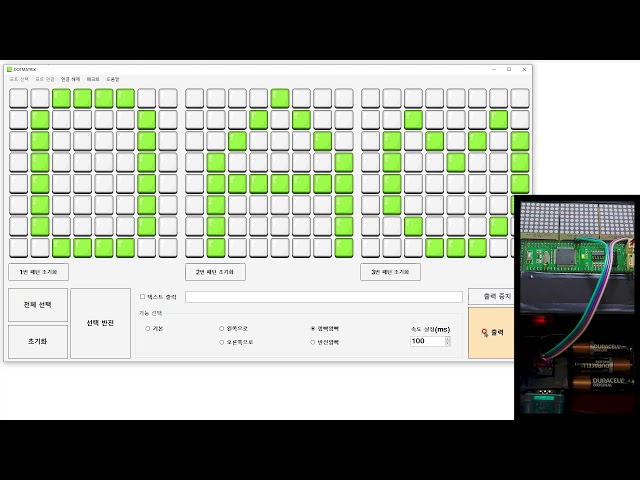 DOTMATRIX
포트 선택 포트 연결 연결 해제 매크로 도움말
1번 패턴 초기화 2번 패턴 초기화 3번 패턴 초기화
전체 선택 선택 반전 초기화
텍스트 출력
출력 중지
기능 선택
기본 왼쪽으로 깜빡깜빡 속도 설정(ms)
오른쪽으로 반전깜빡 100
출력
DURACELL
DURACELL